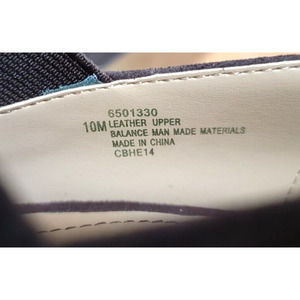 6501330
10M LEATHER UPPER
BALANCE MAN MADE MATERIALS
MADE IN CHINA
CBHE14